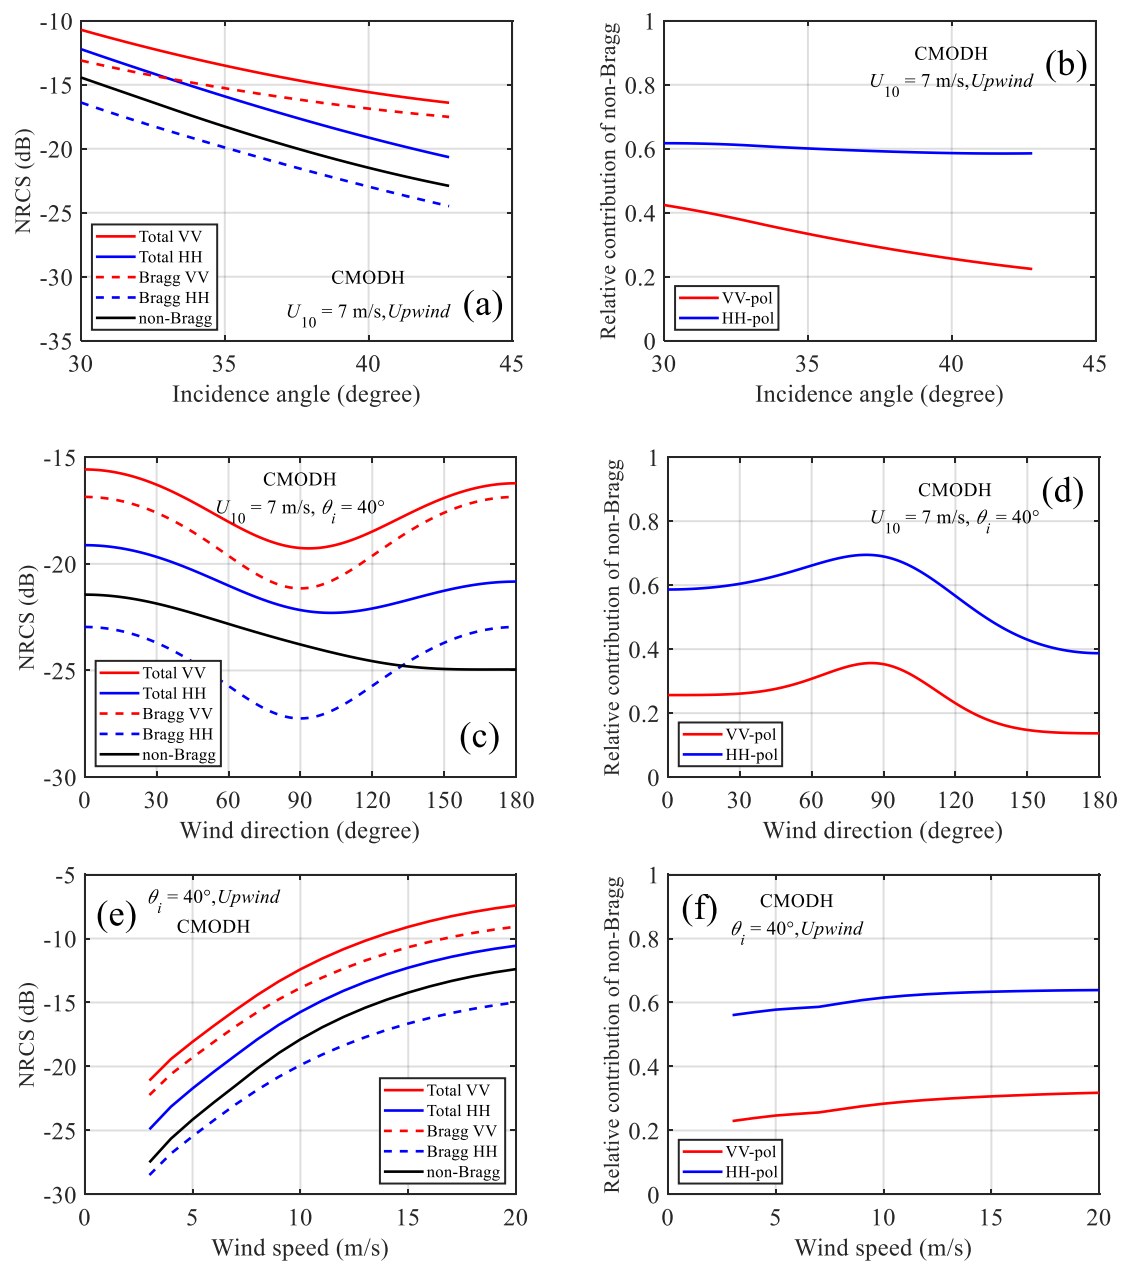 -10
-15
-20
-25
-30
-35
30
35
40
45
NRCS (dB)
Incidence angle (degree)
Total VV
Total HH
Bragg VV
Bragg HH
non-Bragg
CMODH
U10 = 7 m/s,Upwind
(a)
1
0.8
0.6
0.4
0.2
0
30
35
40
45
Relative contribution of non-Bragg
Incidence angle (degree)
CMODH
U10 = 7 m/s,Upwind
(b)
VV-pol
HH-pol
-15
-20
-25
-30
0
30
60
90
120
150
180
NRCS (dB)
Wind direction (degree)
CMODH
U10 = 7 m/s, θi = 40°
Total VV
Total HH
Bragg VV
Bragg HH
non-Bragg
(c)
1
0.8
0.6
0.4
0.2
0
0
30
60
90
120
150
180
Relative contribution of non-Bragg
Wind direction (degree)
CMODH
U10 = 7 m/s, θi = 40°
(d)
VV-pol
HH-pol
-5
-10
-15
-20
-25
-30
0
5
10
15
20
NRCS (dB)
Wind speed (m/s)
(e)
θi = 40°,Upwind
CMODH
Total VV
Total HH
Bragg VV
Bragg HH
non-Bragg
1
0.8
0.6
0.4
0.2
0
0
5
10
15
20
Relative contribution of non-Bragg
Wind speed (m/s)
(f)
CMODH
θi = 40°,Upwind
VV-pol
HH-pol